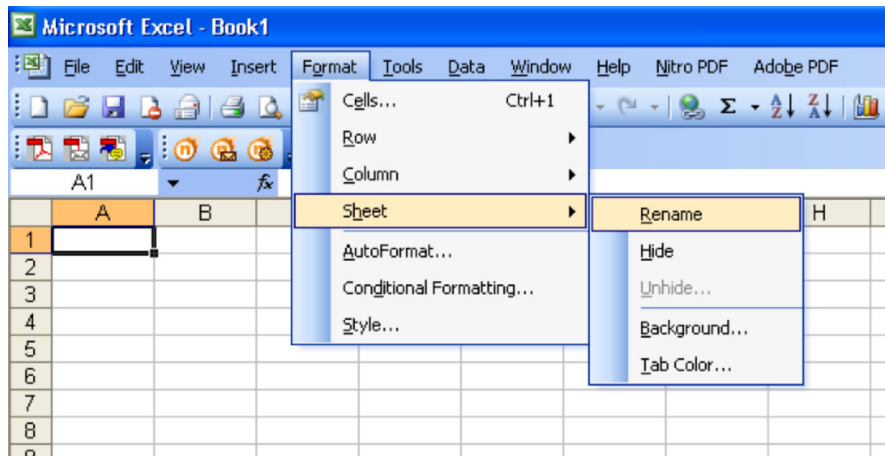 Microsoft Excel - Book1
File Edit View Insert Format Tools Data Window Help Nitro PDF Adobe PDF
Cells... Ctrl+1
Row
Column
A1 fx
Sheet
Rename
A B H
AutoFormat...
Hide
Conditional Formatting...
Unhide...
Style...
Background...
Tab Color...
1
2
3
4
5
6
7
8